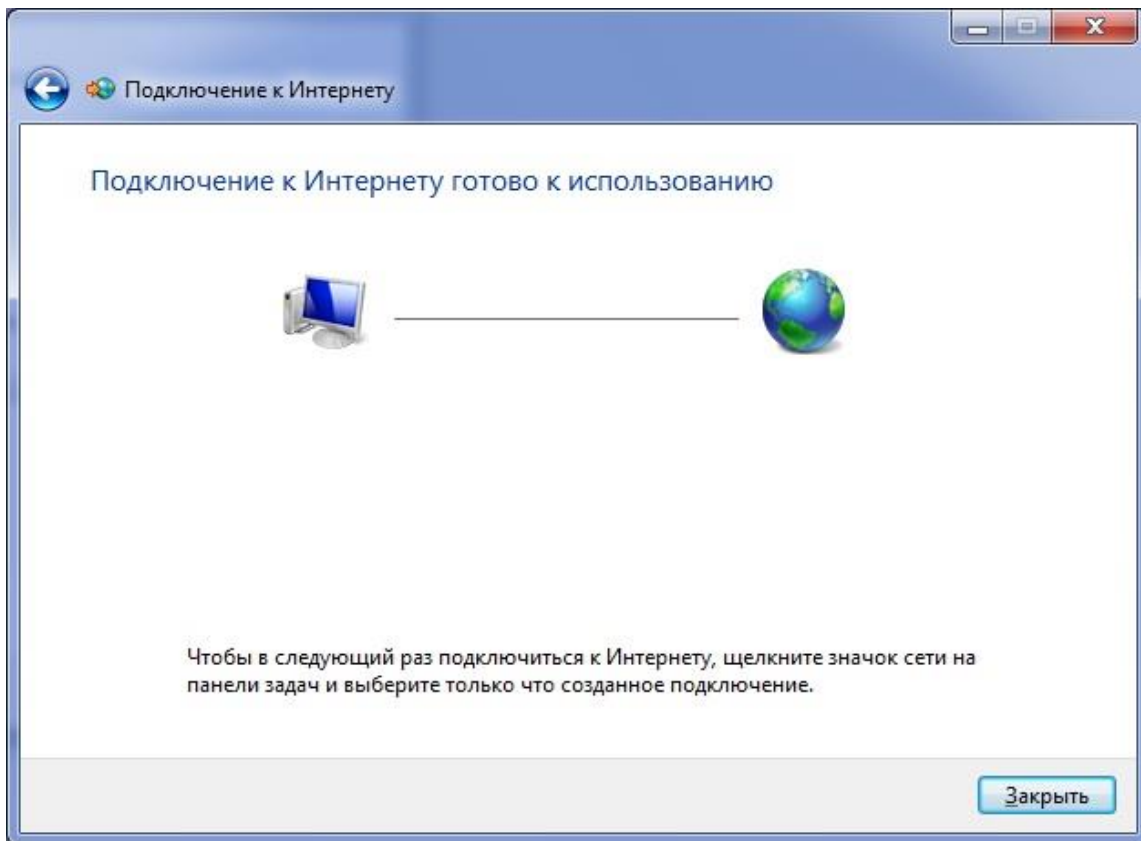 Подключение к Интернету
Подключение к Интернету готово к использованию
Чтобы в следующий раз подключиться к Интернету, щелкните значок сети на
панели задач и выберите только что созданное подключение.
Закрыть